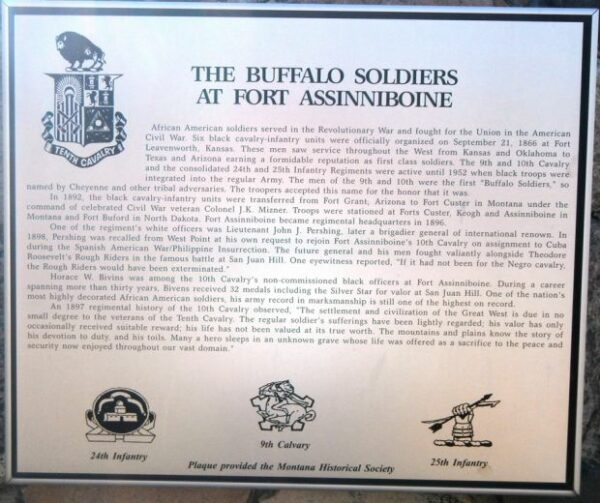 THE BUFFALO SOLDIERS
AT FORT ASSINNIBOINE
TENTH CAVALRY
African American soldiers served in the Revolutionary War and fought for the Union in the American
Civil War. Six black cavalry-infantry units were officially organized on September 21, 1866 at Fort
Leavenworth, Kansas. These men saw service throughout the West from Kansas and Oklahoma to
Texas and Arizona earning a formidable reputation as first class soldiers. The 9th and 10th Cavalry
and the consolidated 24th and 25th Infantry Regiments were active until 1952 when black troops were
integrated into the regular Army. The men of the 9th and 10th were the first "Buffalo Soldiers," so
named by Cheyenne and other tribal adversaries. The troopers accepted this name for the honor that it was.
In 1892, the black cavalry-infantry units were transferred from Fort Grant, Arizona to Fort Custer in Montana under the
command of celebrated Civil War veteran Colonel J.K. Mizner. Troops were stationed at Forts Custer, Keogh and Assinniboine in
Montana and Fort Buford in North Dakota. Fort Assinniboine became regimental headquarters in 1896.
One of the regiment's white officers was Lieutenant John J. Pershing, later a brigadier general of international renown. In
1898, Pershing was recalled from West Point at his own request to rejoin Fort Assinniboine's 10th Cavalry on assignment to Cuba
during the Spanish American War/Philippine Insurrection. The future general and his men fought valiantly alongside Theodore
Roosevelt's Rough Riders in the famous battle at San Juan Hill. One eyewitness reported, "If it had not been for the Negro cavalry,
the Rough Riders would have been exterminated."
Horace W. Bivins was among the 10th Cavalry's non-commissioned black officers at Fort Assinniboine. During a career
spanning more than thirty years, Bivens received 32 medals including the Silver Star for valor at San Juan Hill. One of the nation's
most highly decorated African American soldiers, his army record in marksmanship is still one of the highest on record.
An 1897 regimental history of the 10th Cavalry observed, "The settlement and civilization of the Great West is due in no
small degree to the veterans of the Tenth Cavalry. The regular soldier's sufferings have been lightly regarded; his valor has only
occasionally received suitable reward; his life has not been valued at its true worth. The mountains and plains know the story of
his devotion to duty, and his toils. Many a hero sleeps in an unknown grave whose life was offered as a sacrifice to the peace and
security now enjoyed throughout our vast domain."
24th Infantry
9th Calvary
25th Infantry
Plaque provided the Montana Historical Society